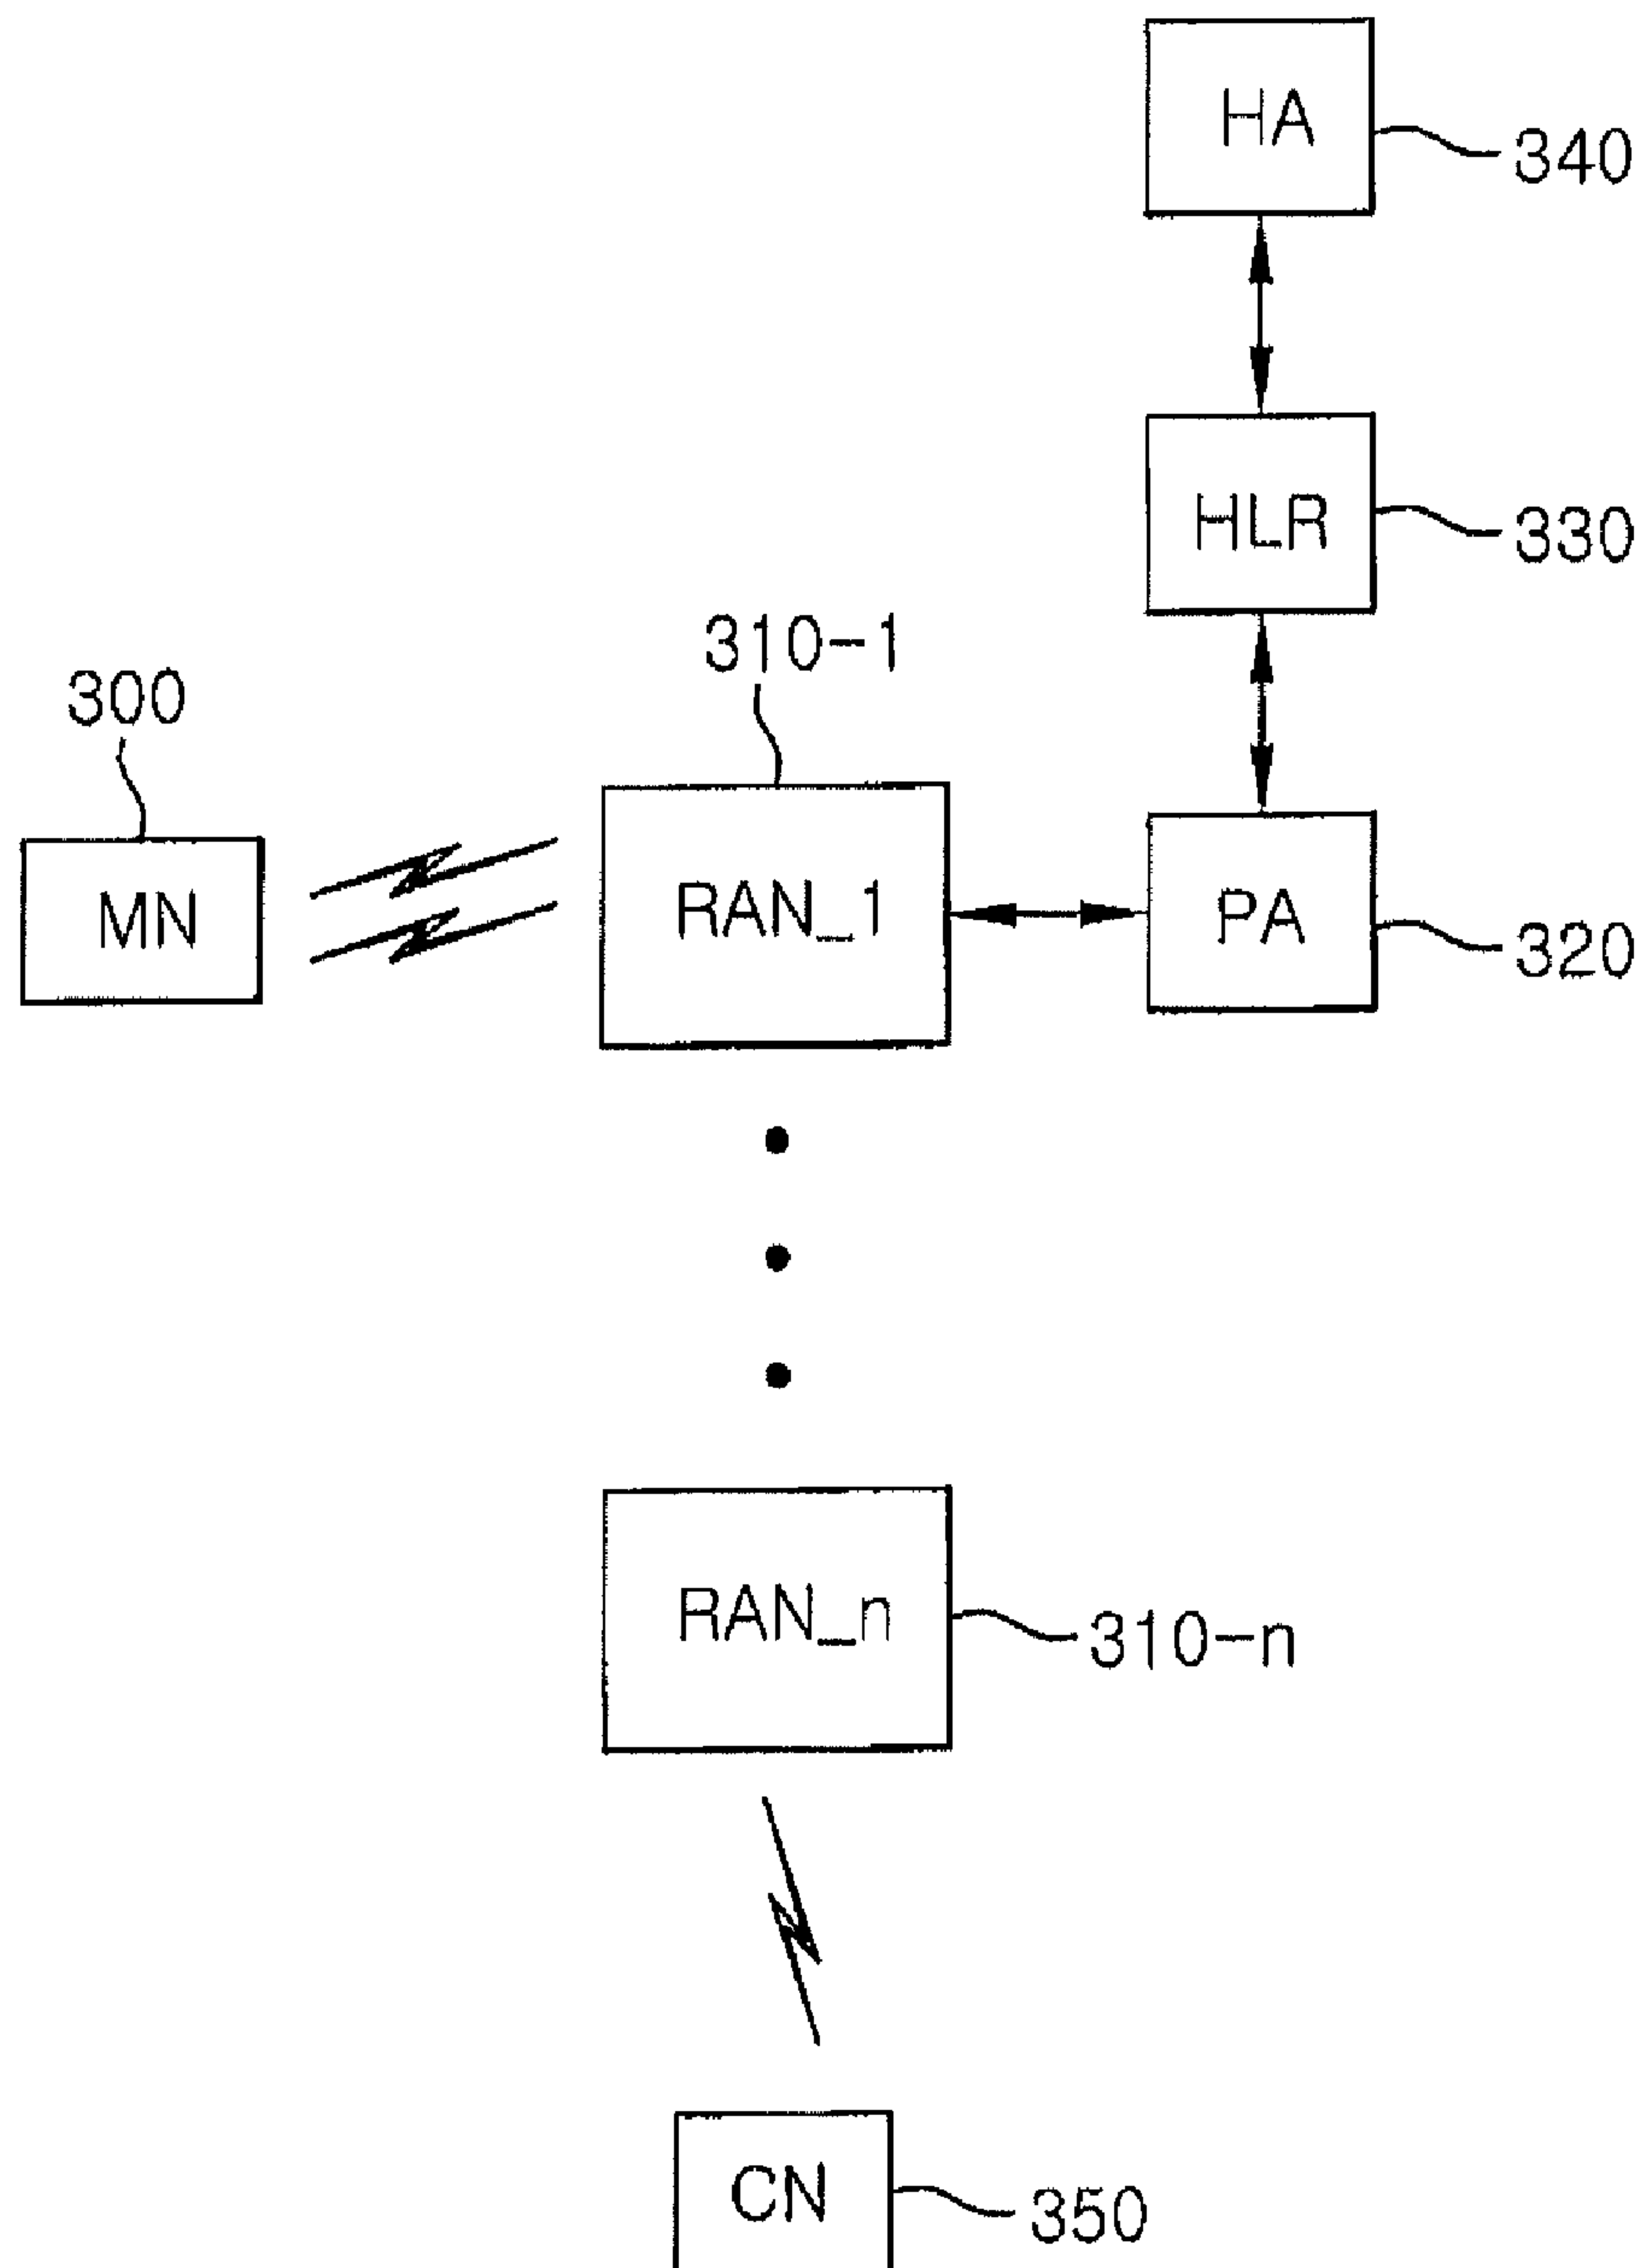 HA
340
HLR
330
310-1
300
MN
RAN_1
PA
320
RAN_n
310-n
CN
350